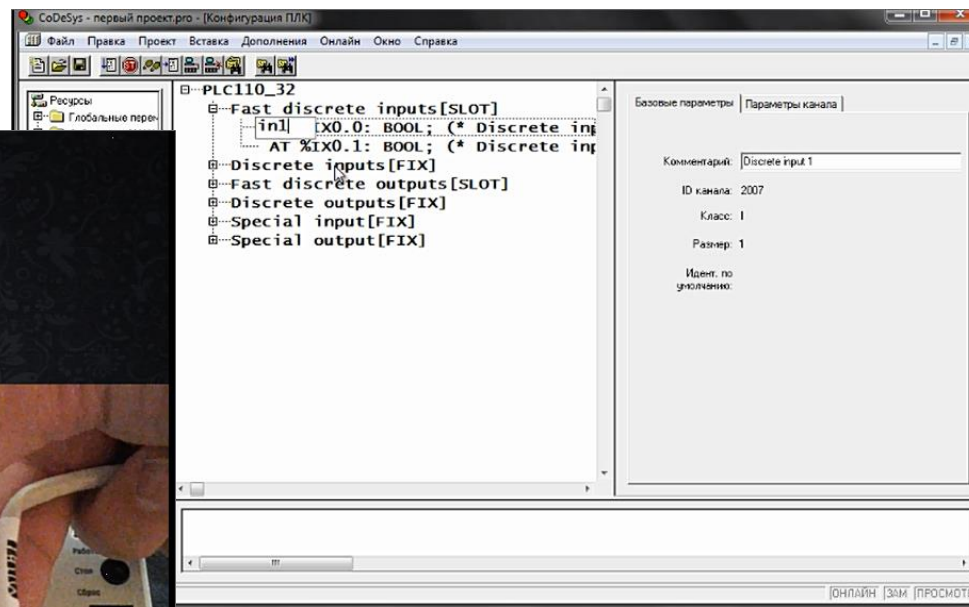 CoDeSys - первый проект.pro - [Конфигурация ПЛК]
Файл Правка Проект Вставка Дополнения Онлайн Окно Справка
Ресурсы
Глобальные перен
PLC110_32
Fast discrete inputs[SLOT]
in1 IX0.0: BOOL; (* Discrete inp
AT %IX0.1: BOOL; (* Discrete inp
Discrete inputs[FIX]
Fast discrete outputs[SLOT]
Discrete outputs[FIX]
Special input[FIX]
Special output[FIX]
Базовые параметры Параметры канала
Комментарий: Discrete input 1
ID канала: 2007
Класс: I
Размер: 1
Идент. по
умолчанию:
Работа
Стоп
Сброс
ОНЛАЙН ЗАМ ПРОСМОТ